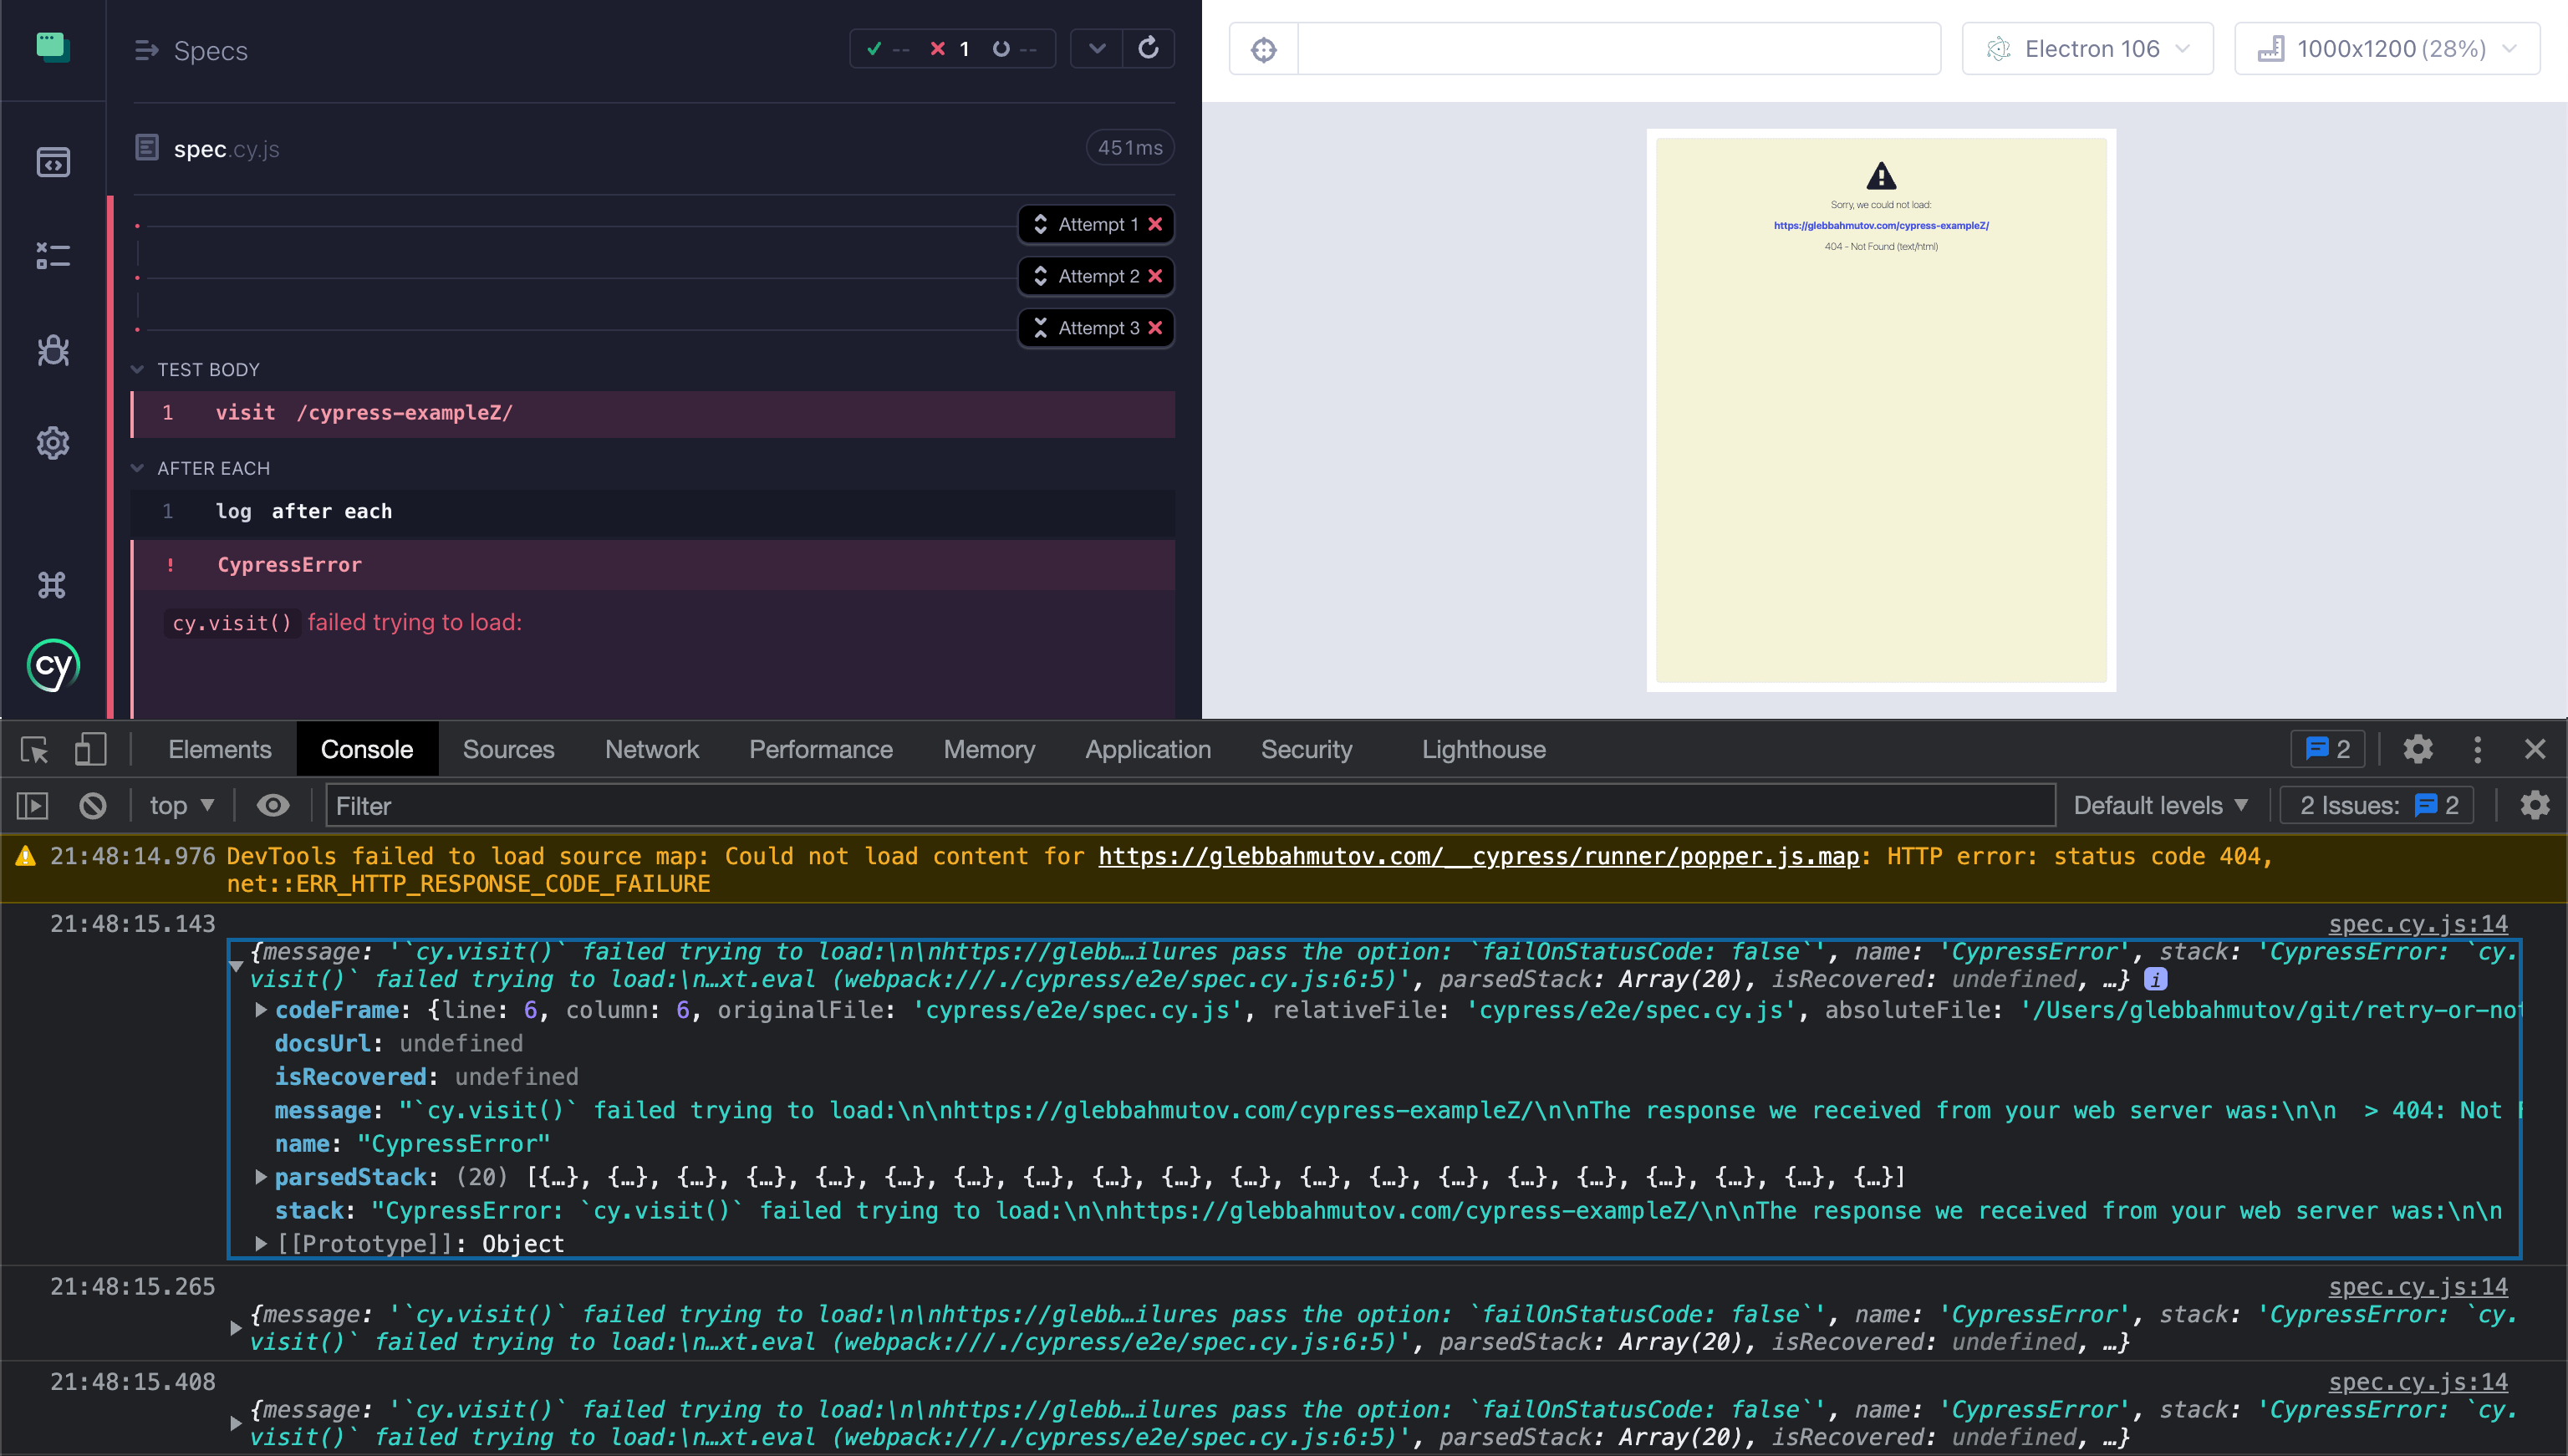 Specs
-- 1 --
Electron 106
1000x1200 (28%)
spec.cy.js
451ms
Attempt 1
Attempt 2
Attempt 3
TEST BODY
1 visit /cypress-exampleZ/
AFTER EACH
1 log after each
! CypressError
cy.visit() failed trying to load:
cy
Sorry, we could not load:
https://glebbahmutov.com/cypress-exampleZ/
404 - Not Found (text/html)
Elements Console Sources Network Performance Memory Application Security Lighthouse 2
top Filter Default levels 2 Issues: 2
21:48:14.976 DevTools failed to load source map: Could not load content for https://glebbahmutov.com/__cypress/runner/popper.js.map: HTTP error: status code 404,
net::ERR_HTTP_RESPONSE_CODE_FAILURE
21:48:15.143 spec.cy.js:14
{message: '`cy.visit()` failed trying to load:\n\nhttps://glebb…ilures pass the option: `failOnStatusCode: false`', name: 'CypressError', stack: 'CypressError: `cy.
visit()` failed trying to load:\n…xt.eval (webpack:///./cypress/e2e/spec.cy.js:6:5)', parsedStack: Array(20), isRecovered: undefined, …} i
codeFrame: {line: 6, column: 6, originalFile: 'cypress/e2e/spec.cy.js', relativeFile: 'cypress/e2e/spec.cy.js', absoluteFile: '/Users/glebbahmutov/git/retry-or-not
docsUrl: undefined
isRecovered: undefined
message: "`cy.visit()` failed trying to load:\n\nhttps://glebbahmutov.com/cypress-exampleZ/\n\nThe response we received from your web server was:\n\n  > 404: Not
name: "CypressError"
parsedStack: (20) [{…}, {…}, {…}, {…}, {…}, {…}, {…}, {…}, {…}, {…}, {…}, {…}, {…}, {…}, {…}, {…}, {…}, {…}, {…}, {…}]
stack: "CypressError: `cy.visit()` failed trying to load:\n\nhttps://glebbahmutov.com/cypress-exampleZ/\n\nThe response we received from your web server was:\n\n
[[Prototype]]: Object
21:48:15.265 spec.cy.js:14
{message: '`cy.visit()` failed trying to load:\n\nhttps://glebb…ilures pass the option: `failOnStatusCode: false`', name: 'CypressError', stack: 'CypressError: `cy.
visit()` failed trying to load:\n…xt.eval (webpack:///./cypress/e2e/spec.cy.js:6:5)', parsedStack: Array(20), isRecovered: undefined, …}
21:48:15.408 spec.cy.js:14
{message: '`cy.visit()` failed trying to load:\n\nhttps://glebb…ilures pass the option: `failOnStatusCode: false`', name: 'CypressError', stack: 'CypressError: `cy.
visit()` failed trying to load:\n…xt.eval (webpack:///./cypress/e2e/spec.cy.js:6:5)', parsedStack: Array(20), isRecovered: undefined, …}